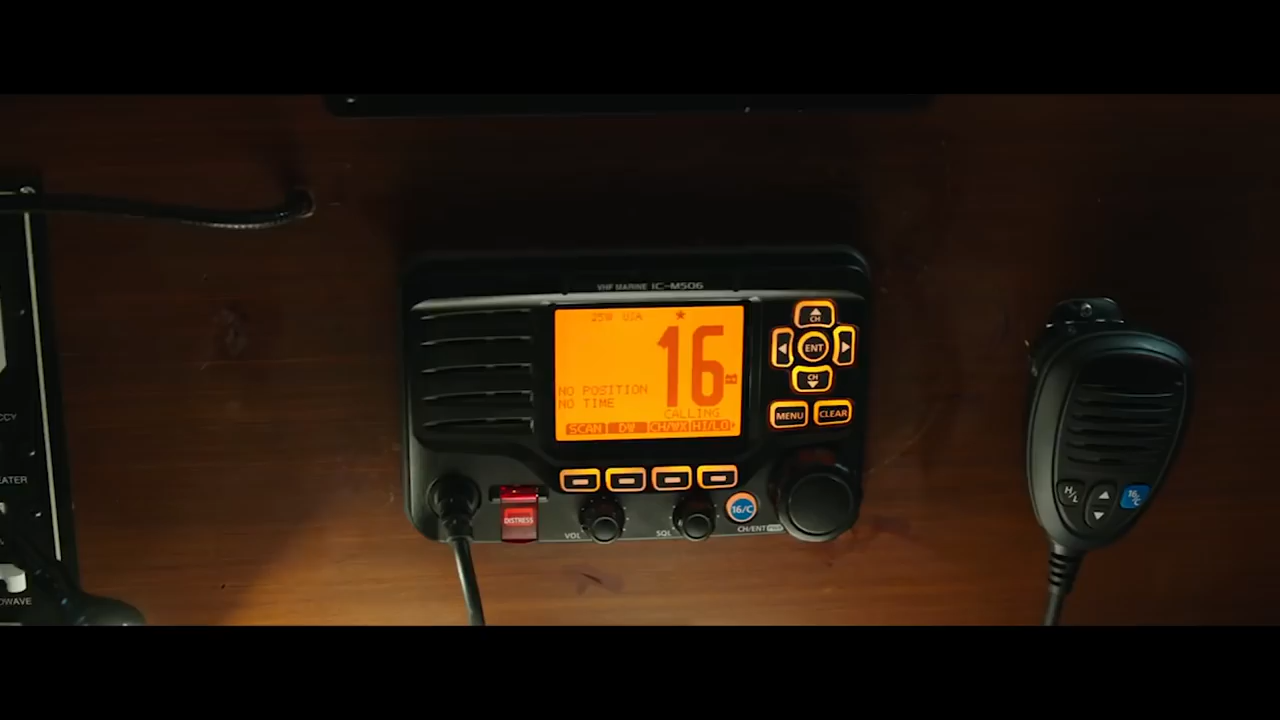 VHF MARINE IC-M506
25W USA
16
NO POSITION
NO TIME
CALLING
SCAN DW CH/WX HI/LO
CH
ENT
CH
MENU CLEAR
DISTRESS
VOL
SQL
16/C
CH/ENT
H/L
16/C